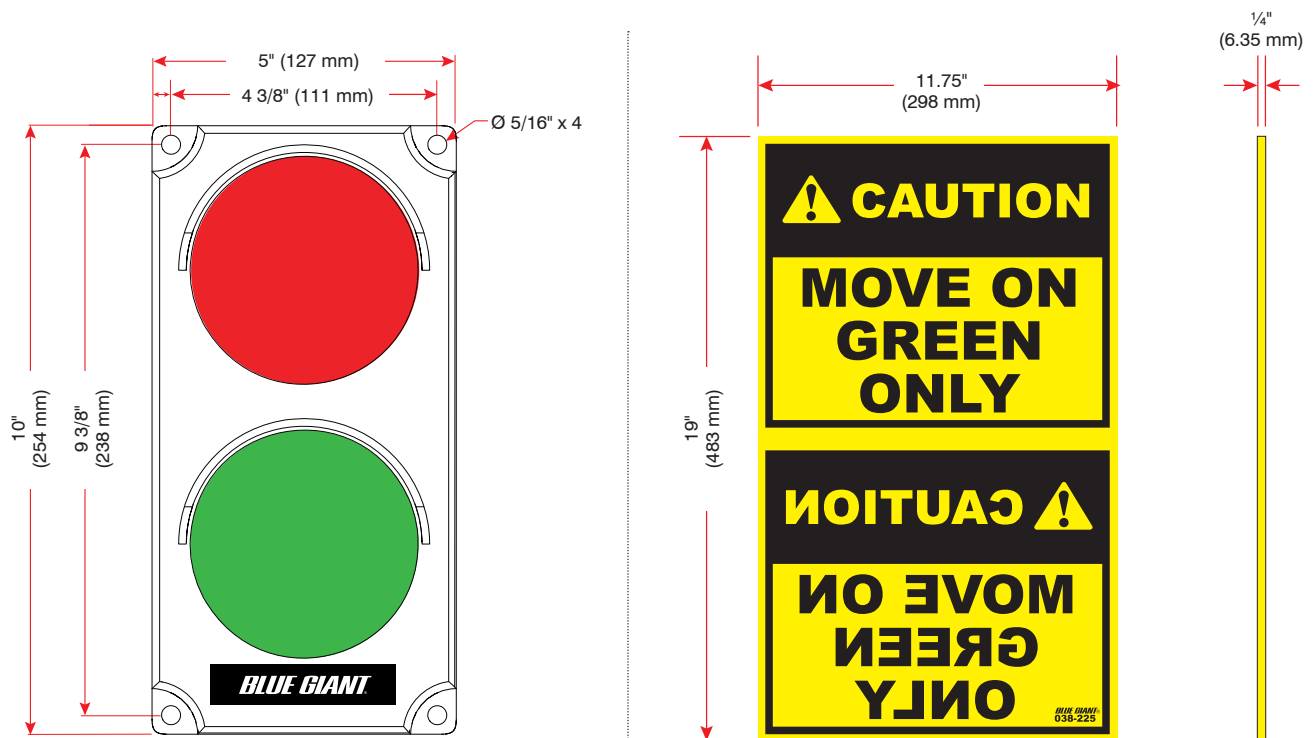 5" (127 mm)
4 3/8" (111 mm)
Ø 5/16" x 4
10"
(254 mm)
9 3/8"
(238 mm)
BLUE GIANT
11.75"
(298 mm)
¼"
(6.35 mm)
19"
(483 mm)
CAUTION
MOVE ON
GREEN
ONLY
CAUTION
MOVE ON
GREEN
ONLY
BLUE GIANT®
038-225